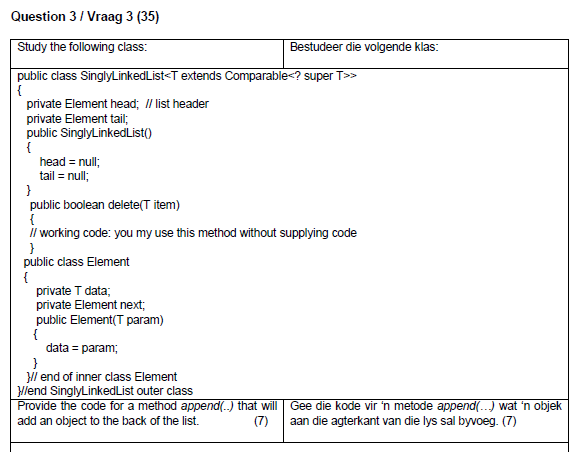 Question 3 / Vraag 3 (35)
Study the following class:
Bestudeer die volgende klas:
public class SinglyLinkedList<T extends Comparable<? super T>>
{
private Element head;  // list header
private Element tail;
public SinglyLinkedList()
{
head = null;
tail = null;
}
public boolean delete(T item)
{
// working code: you my use this method without supplying code
}
public class Element
{
private T data;
private Element next;
public Element(T param)
{
data = param;
}
}// end of inner class Element
}//end SinglyLinkedList outer class
Provide the code for a method append(..) that will
add an object to the back of the list. (7)
Gee die kode vir 'n metode append(…) wat 'n objek
aan die agterkant van die lys sal byvoeg. (7)